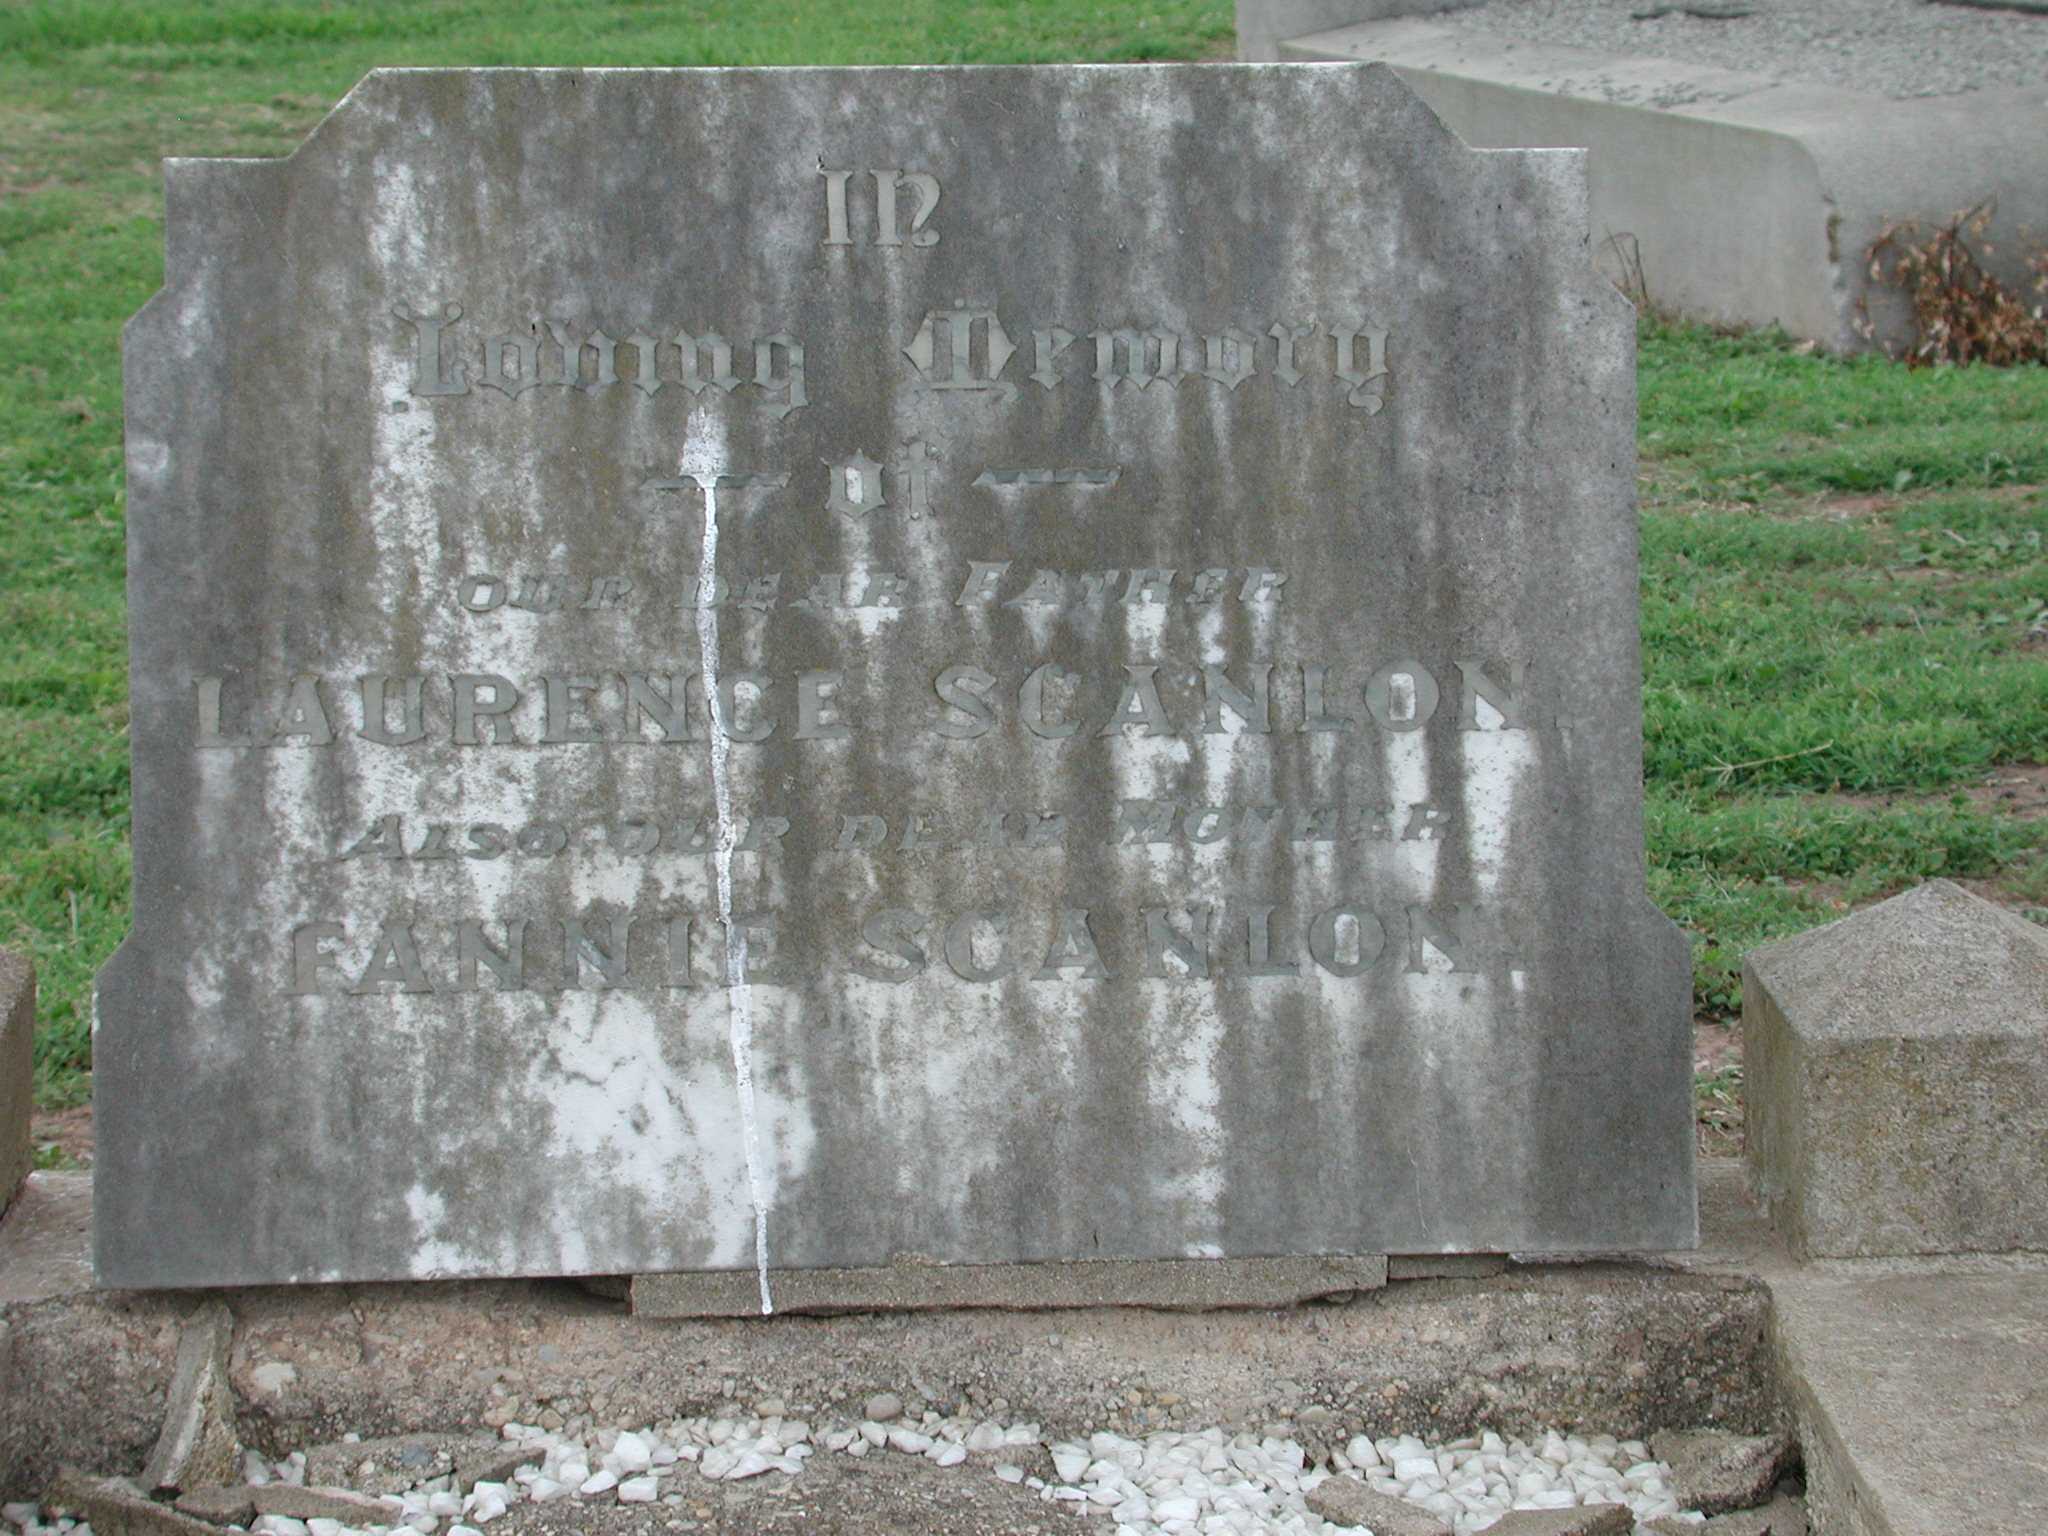 In
Loving Memory
— of —
OUR DEAR FATHER
LAURENCE SCANLON.
ALSO OUR DEAR MOTHER
FANNIE SCANLON.